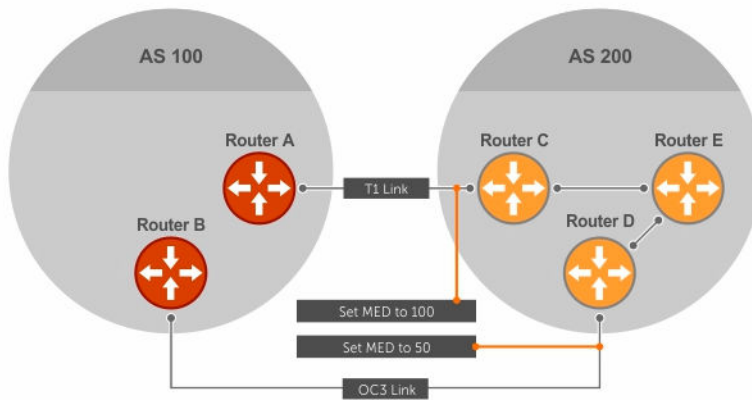 AS 100
AS 200
Router A
Router C
Router E
T1 Link
Router B
Router D
Set MED to 100
Set MED to 50
OC3 Link